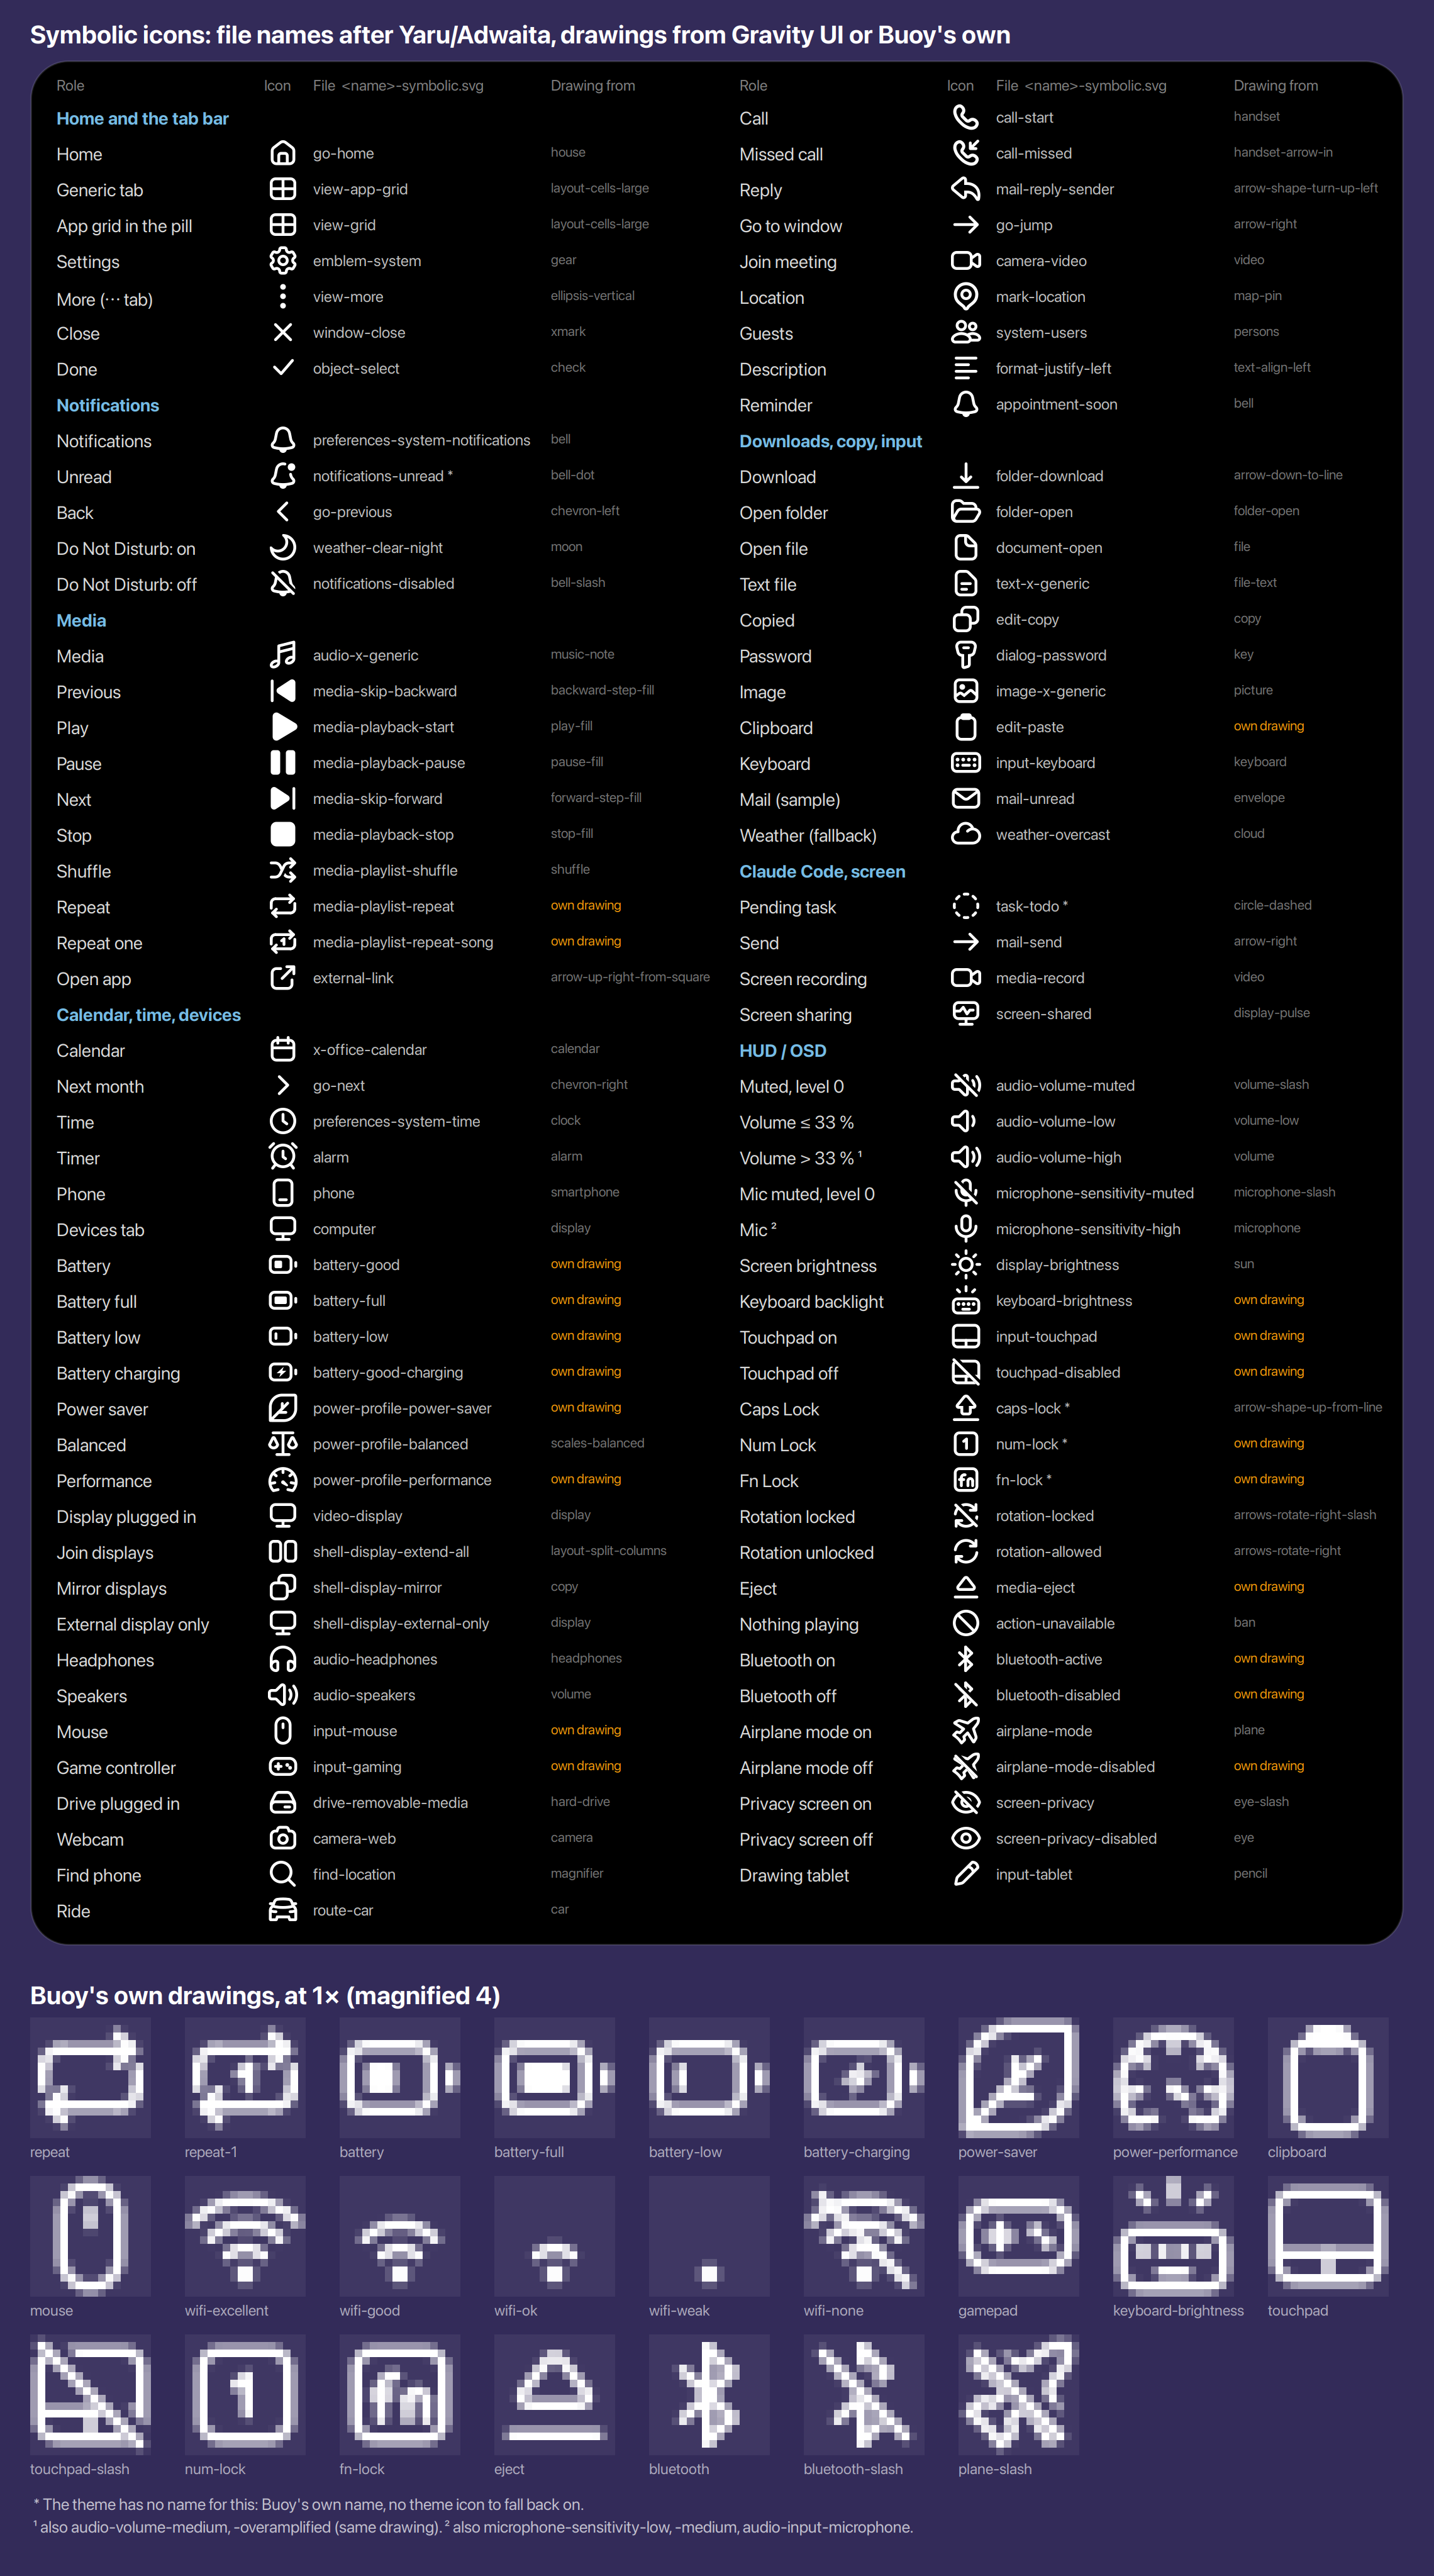 Symbolic icons: file names after Yaru/Adwaita, drawings from Gravity UI or Buoy's own
Role Icon File <name>-symbolic.svg Drawing from
Home and the tab bar
Home go-home house
Generic tab view-app-grid layout-cells-large
App grid in the pill view-grid layout-cells-large
Settings emblem-system gear
More (··· tab) view-more ellipsis-vertical
Close window-close xmark
Done object-select check
Notifications
Notifications preferences-system-notifications bell
Unread notifications-unread * bell-dot
Back go-previous chevron-left
Do Not Disturb: on weather-clear-night moon
Do Not Disturb: off notifications-disabled bell-slash
Media
Media audio-x-generic music-note
Previous media-skip-backward backward-step-fill
Play media-playback-start play-fill
Pause media-playback-pause pause-fill
Next media-skip-forward forward-step-fill
Stop media-playback-stop stop-fill
Shuffle media-playlist-shuffle shuffle
Repeat media-playlist-repeat own drawing
Repeat one media-playlist-repeat-song own drawing
Open app external-link arrow-up-right-from-square
Calendar, time, devices
Calendar x-office-calendar calendar
Next month go-next chevron-right
Time preferences-system-time clock
Timer alarm alarm
Phone phone smartphone
Devices tab computer display
Battery battery-good own drawing
Battery full battery-full own drawing
Battery low battery-low own drawing
Battery charging battery-good-charging own drawing
Power saver power-profile-power-saver own drawing
Balanced power-profile-balanced scales-balanced
Performance power-profile-performance own drawing
Display plugged in video-display display
Join displays shell-display-extend-all layout-split-columns
Mirror displays shell-display-mirror copy
External display only shell-display-external-only display
Headphones audio-headphones headphones
Speakers audio-speakers volume
Mouse input-mouse own drawing
Game controller input-gaming own drawing
Drive plugged in drive-removable-media hard-drive
Webcam camera-web camera
Find phone find-location magnifier
Ride route-car car
Role Icon File <name>-symbolic.svg Drawing from
Call call-start handset
Missed call call-missed handset-arrow-in
Reply mail-reply-sender arrow-shape-turn-up-left
Go to window go-jump arrow-right
Join meeting camera-video video
Location mark-location map-pin
Guests system-users persons
Description format-justify-left text-align-left
Reminder appointment-soon bell
Downloads, copy, input
Download folder-download arrow-down-to-line
Open folder folder-open folder-open
Open file document-open file
Text file text-x-generic file-text
Copied edit-copy copy
Password dialog-password key
Image image-x-generic picture
Clipboard edit-paste own drawing
Keyboard input-keyboard keyboard
Mail (sample) mail-unread envelope
Weather (fallback) weather-overcast cloud
Claude Code, screen
Pending task task-todo * circle-dashed
Send mail-send arrow-right
Screen recording media-record video
Screen sharing screen-shared display-pulse
HUD / OSD
Muted, level 0 audio-volume-muted volume-slash
Volume ≤ 33 % audio-volume-low volume-low
Volume > 33 % ¹ audio-volume-high volume
Mic muted, level 0 microphone-sensitivity-muted microphone-slash
Mic ² microphone-sensitivity-high microphone
Screen brightness display-brightness sun
Keyboard backlight keyboard-brightness own drawing
Touchpad on input-touchpad own drawing
Touchpad off touchpad-disabled own drawing
Caps Lock caps-lock * arrow-shape-up-from-line
Num Lock num-lock * own drawing
Fn Lock fn-lock * own drawing
Rotation locked rotation-locked arrows-rotate-right-slash
Rotation unlocked rotation-allowed arrows-rotate-right
Eject media-eject own drawing
Nothing playing action-unavailable ban
Bluetooth on bluetooth-active own drawing
Bluetooth off bluetooth-disabled own drawing
Airplane mode on airplane-mode plane
Airplane mode off airplane-mode-disabled own drawing
Privacy screen on screen-privacy eye-slash
Privacy screen off screen-privacy-disabled eye
Drawing tablet input-tablet pencil
Buoy's own drawings, at 1× (magnified 4)
repeat repeat-1 battery battery-full battery-low battery-charging power-saver power-performance clipboard
mouse wifi-excellent wifi-good wifi-ok wifi-weak wifi-none gamepad keyboard-brightness touchpad
touchpad-slash num-lock fn-lock eject bluetooth bluetooth-slash plane-slash
* The theme has no name for this: Buoy's own name, no theme icon to fall back on.
¹ also audio-volume-medium, -overamplified (same drawing). ² also microphone-sensitivity-low, -medium, audio-input-microphone.